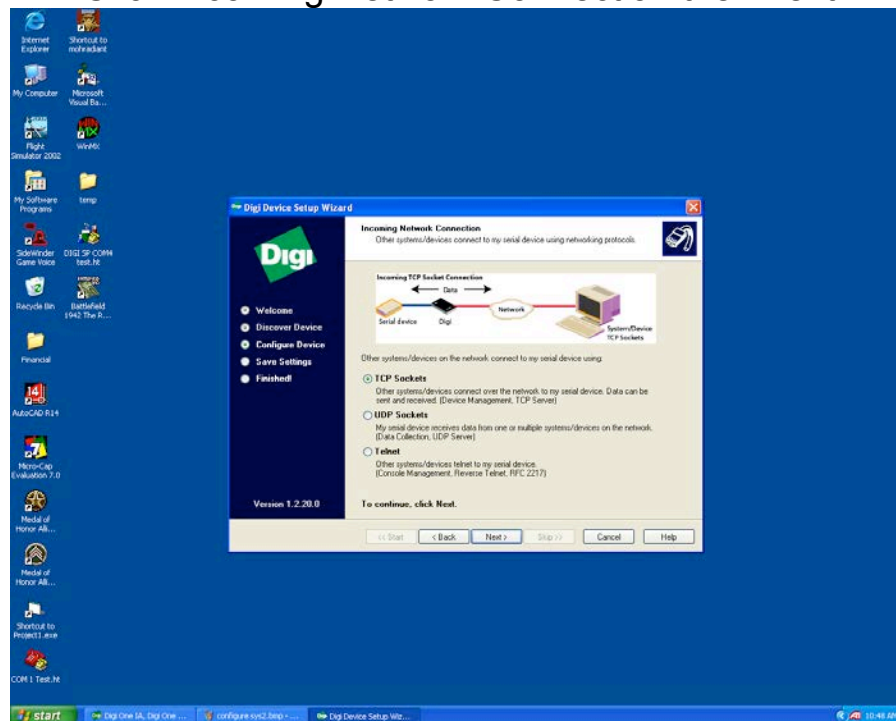 Internet
Explorer
Shortcut to
mohradiant
My Computer
Microsoft
Visual Ba...
Flight
Simulator 2002
WinMX
My Software
Programs
temp
SideWinder
Game Voice
DIGI SP COM4
test.ht
Recycle Bin
Battlefield
1942 The R...
Financial
AutoCAD R14
Micro-Cap
Evaluation 7.0
Medal of
Honor All...
Medal of
Honor All...
Shortcut to
Project1.exe
COM 1 Test.ht
Digi Device Setup Wizard
Digi
Welcome
Discover Device
Configure Device
Save Settings
Finished!
Version 1.2.20.0
Incoming Network Connection
Other systems/devices connect to my serial device using networking protocols.
Incoming TCP Socket Connection
Data
Serial device
Digi
Network
System/Device
TCP Sockets
Other systems/devices on the network connect to my serial device using:
TCP Sockets
Other systems/devices connect over the network to my serial device. Data can be
sent and received. (Device Management, TCP Server)
UDP Sockets
My serial device receives data from one or multiple systems/devices on the network.
(Data Collection, UDP Server)
Telnet
Other systems/devices telnet to my serial device.
(Console Management, Reverse Telnet, RFC 2217)
To continue, click Next.
<< Start
< Back
Next >
Skip >>
Cancel
Help
start
Digi One IA, Digi One ...
configure sys2.bmp - ...
Digi Device Setup Wiz...
10:48 AM